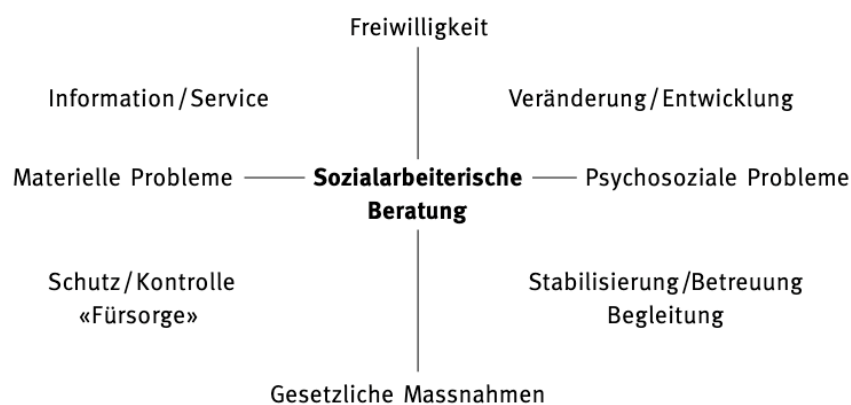 Freiwilligkeit
Information/Service
Veränderung/Entwicklung
Materielle Probleme
Sozialarbeiterische
Beratung
Psychosoziale Probleme
Schutz/Kontrolle
«Fürsorge»
Stabilisierung/Betreuung
Begleitung
Gesetzliche Massnahmen